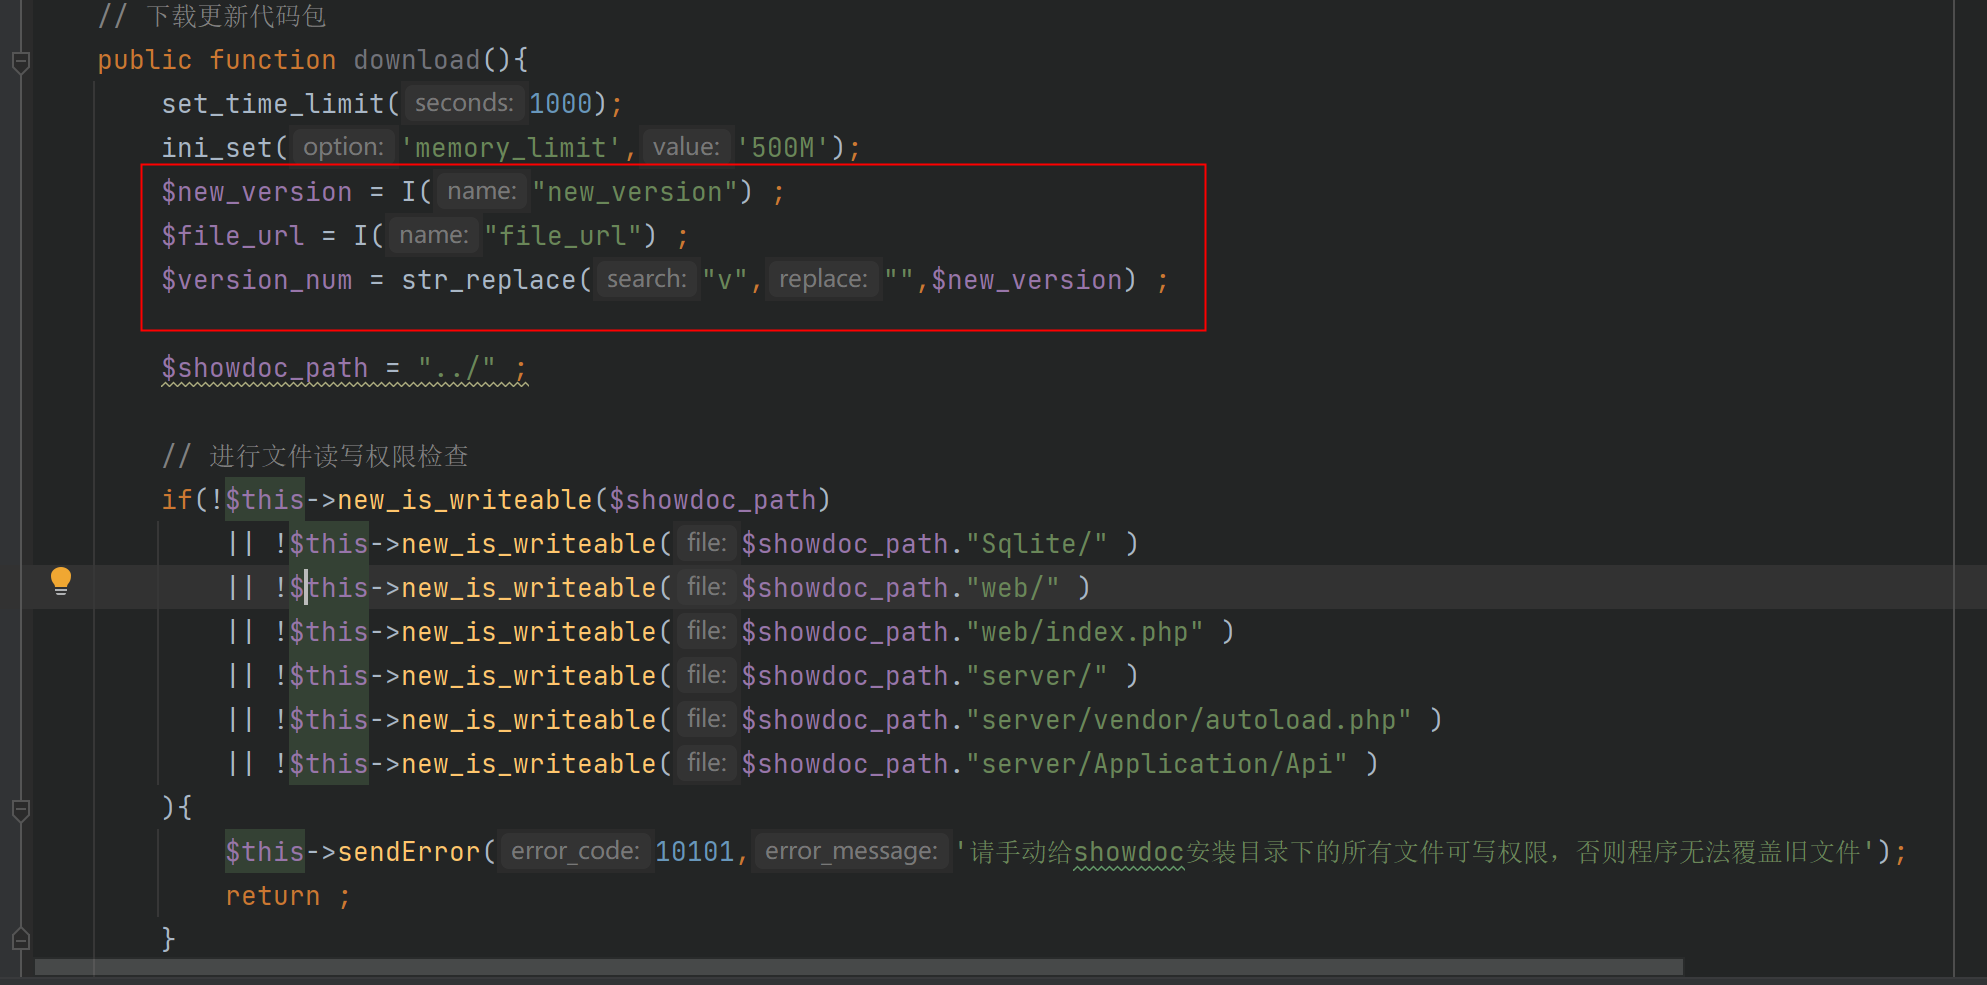 // 下载更新代码包
public function download(){
set_time_limit( seconds: 1000);
ini_set( option: 'memory_limit', value: '500M');
$new_version = I( name: "new_version") ;
$file_url = I( name: "file_url") ;
$version_num = str_replace( search: "v", replace: "",$new_version) ;
$showdoc_path = "../" ;
// 进行文件读写权限检查
if(!$this->new_is_writeable($showdoc_path)
|| !$this->new_is_writeable( file: $showdoc_path."Sqlite/" )
|| !$this->new_is_writeable( file: $showdoc_path."web/" )
|| !$this->new_is_writeable( file: $showdoc_path."web/index.php" )
|| !$this->new_is_writeable( file: $showdoc_path."server/" )
|| !$this->new_is_writeable( file: $showdoc_path."server/vendor/autoload.php" )
|| !$this->new_is_writeable( file: $showdoc_path."server/Application/Api" )
){
$this->sendError( error_code: 10101, error_message: '请手动给showdoc安装目录下的所有文件可写权限，否则程序无法覆盖旧文件');
return ;
}